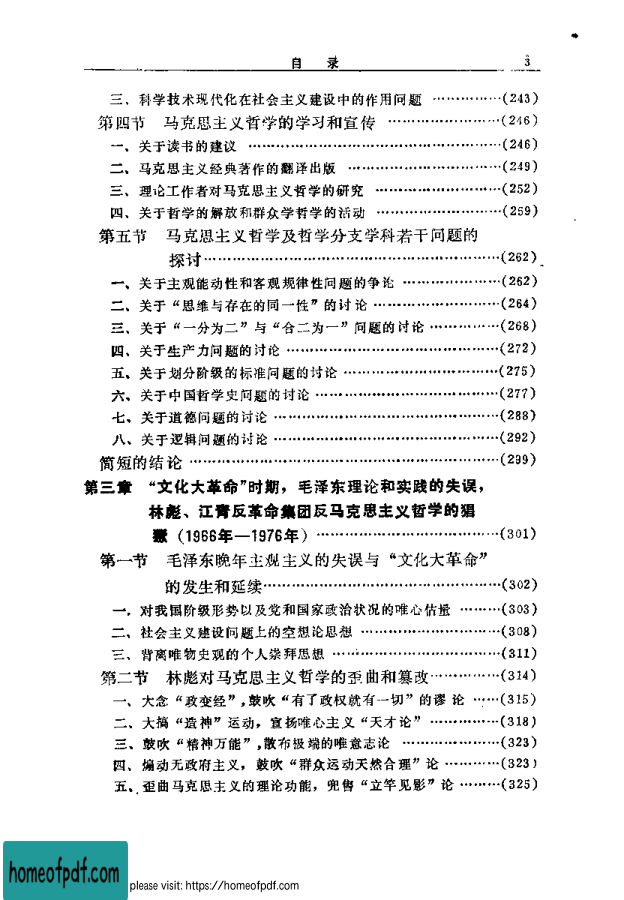 目 录 3
三、科学技术现代化在社会主义建设中的作用问题 ……………(243)
第四节 马克思主义哲学的学习和宣传 ……………………(246)
一、关于读书的建议 ………………………………………………(246)
二、马克思主义经典著作的翻译出版 ……………………………(249)
三、理论工作者对马克思主义哲学的研究 ………………………(252)
四、关于哲学的解放和群众学哲学的活动 ………………………(259)
第五节 马克思主义哲学及哲学分支学科若干问题的
探讨………………………………………………………(262)
一、关于主观能动性和客观规律性问题的争论 …………………(262)
二、关于“思维与存在的同一性”的讨论 ………………………(264)
三、关于“一分为二”与“合二为一”问题的讨论 ……………(268)
四、关于生产力问题的讨论 ………………………………………(272)
五、关于划分阶级的标准问题的讨论 ……………………………(275)
六、关于中国哲学史问题的讨论 …………………………………(277)
七、关于道德问题的讨论 …………………………………………(288)
八、关于逻辑问题的讨论 …………………………………………(292)
简短的结论 …………………………………………………………(299)
第三章 “文化大革命”时期，毛泽东理论和实践的失误，
林彪、江青反革命集团反马克思主义哲学的猖
獗（1966年—1976年）…………………………………(301)
第一节 毛泽东晚年主观主义的失误与“文化大革命”
的发生和延续……………………………………………(302)
一、对我国阶级形势以及党和国家政治状况的唯心估量 ………(303)
二、社会主义建设问题上的空想论思想 …………………………(308)
三、背离唯物史观的个人崇拜思想 ………………………………(311)
第二节 林彪对马克思主义哲学的歪曲和篡改……………(314)
一、大念“政变经”，鼓吹“有了政权就有一切”的谬论 ……(315)
二、大搞“造神”运动，宣扬唯心主义“天才论” ……………(318)
三、鼓吹“精神万能”，散布极端的唯意志论 …………………(323)
四、煽动无政府主义，鼓吹“群众运动天然合理”论 …………(323)
五、歪曲马克思主义的理论功能，兜售“立竿见影”论 ………(325)
homeofpdf.com
please visit: https://homeofpdf.com